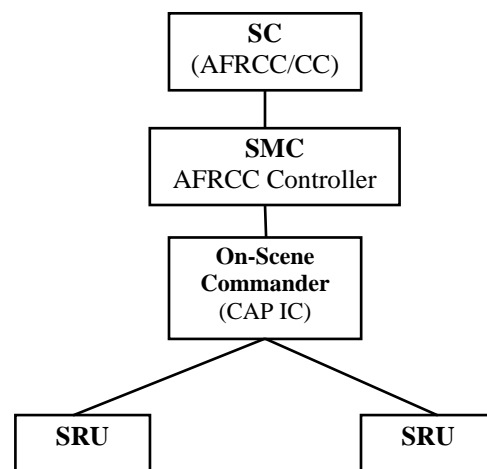 SC
(AFRCC/CC)
SMC
AFRCC Controller
On-Scene
Commander
(CAP IC)
SRU
SRU